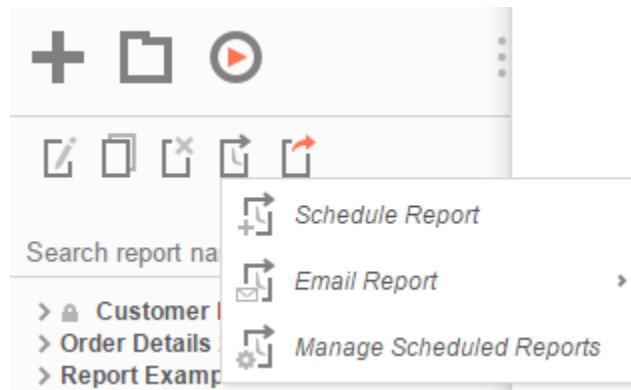 Schedule Report
Search report na
Email Report
Customer
Order Details
Manage Scheduled Reports
Report Examp